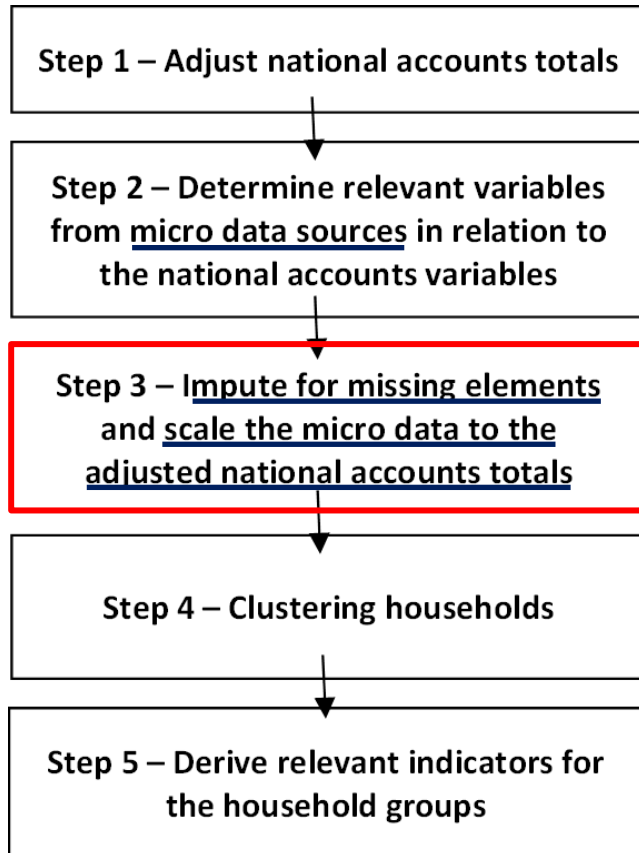 Step 1 – Adjust national accounts totals
Step 2 – Determine relevant variables
from micro data sources in relation to
the national accounts variables
Step 3 – Impute for missing elements
and scale the micro data to the
adjusted national accounts totals
Step 4 – Clustering households
Step 5 – Derive relevant indicators for
the household groups